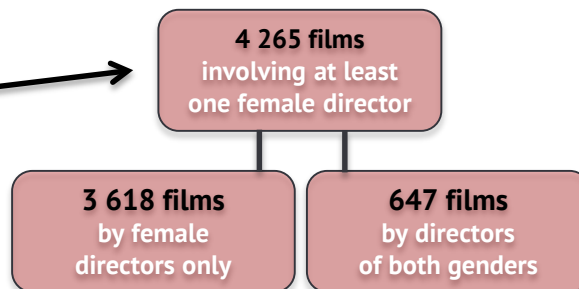 4 265 films
involving at least
one female director
3 618 films
by female
directors only
647 films
by directors
of both genders